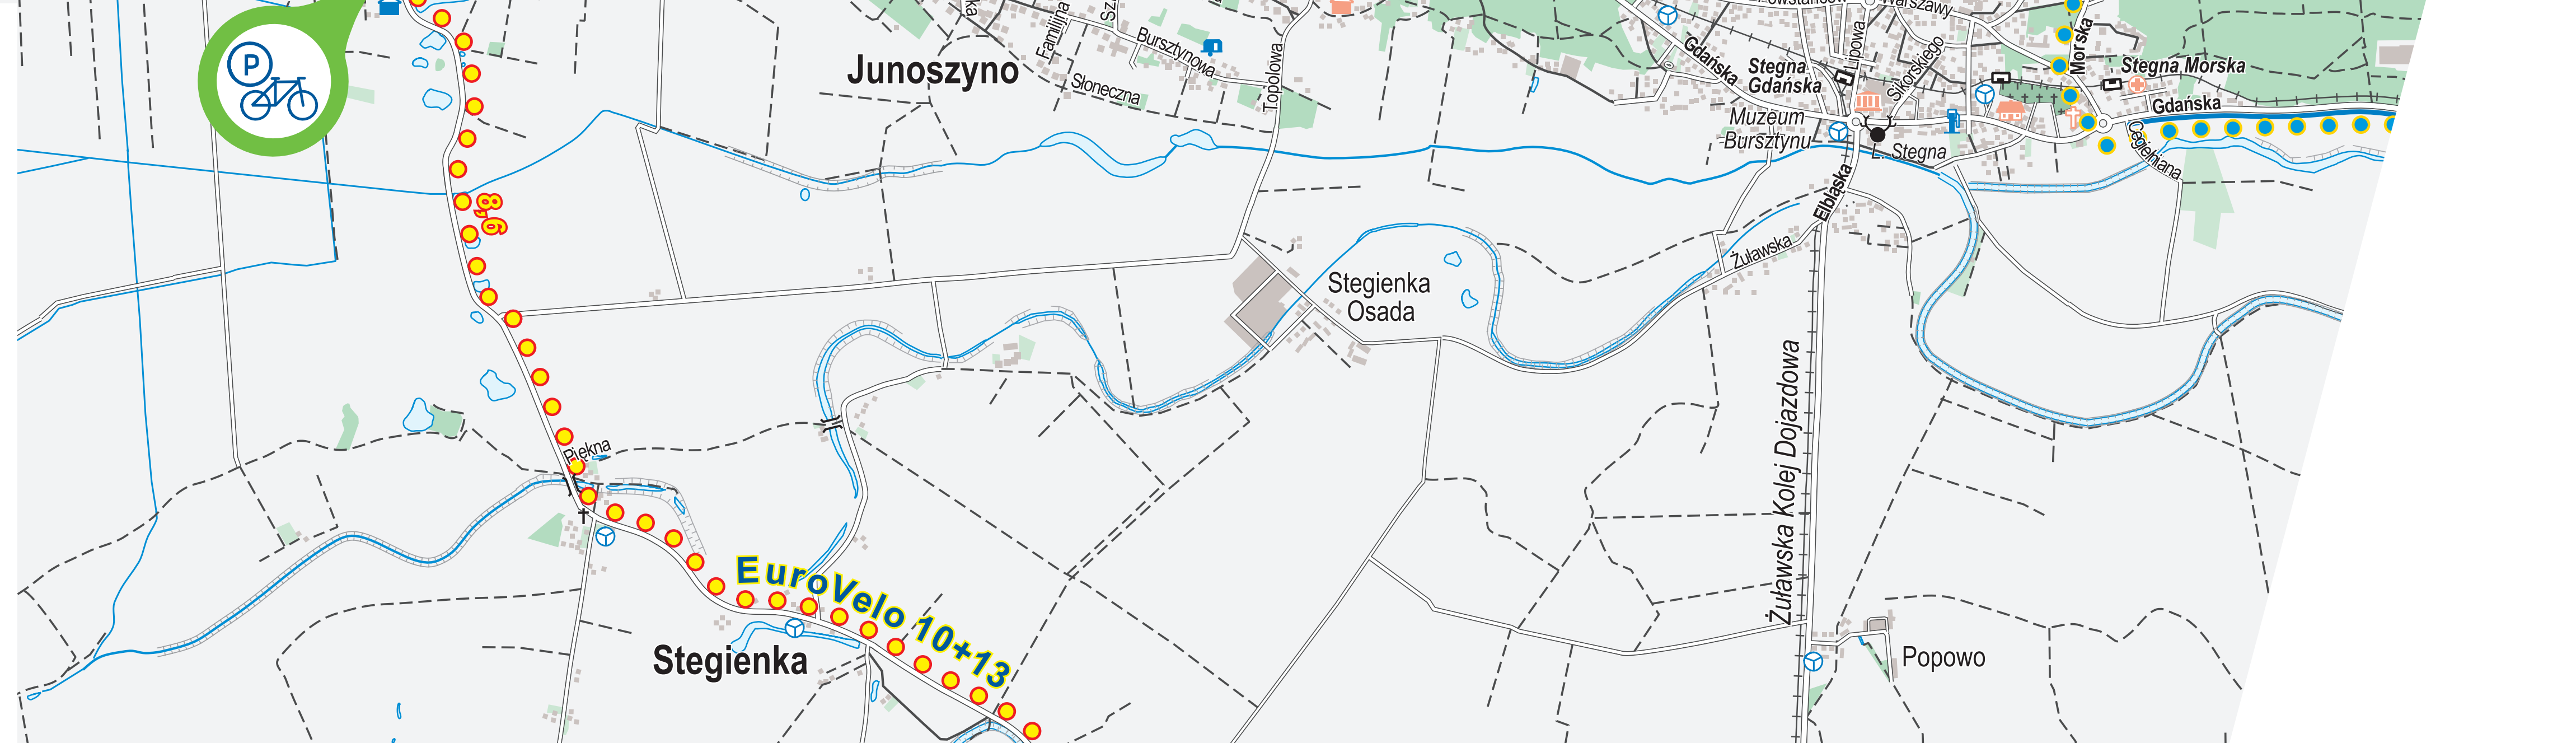 P
Junoszyno
Familijna
Bursztynowa
Słoneczna
Topolowa
Warszawy
Gdańska
Stegna
Gdańska
Lipowa
Sikorskiego
Morska
Stegna Morska
Gdańska
Muzeum
Bursztynu
L. Stegna
Cegielniana
Elbląska
Żuławska
8,9
Stegienka
Osada
Piękna
Żuławska Kolej Dojazdowa
EuroVelo 10+13
Stegienka
Popowo